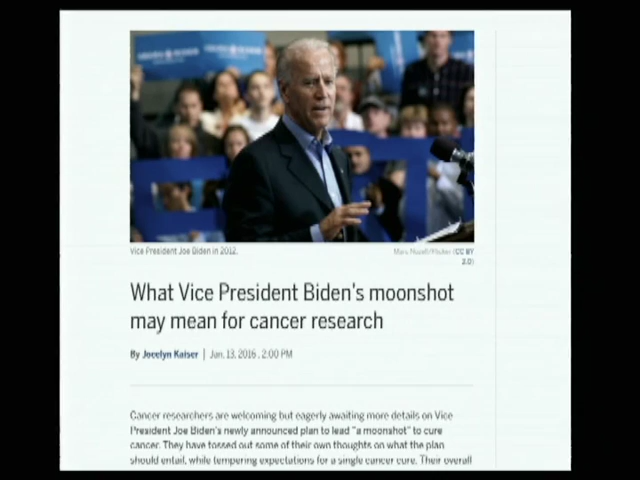 Vice President Joe Biden in 2012.
(CC BY
2.0)
What Vice President Biden's moonshot
may mean for cancer research
By Jocelyn Kaiser | Jan. 13, 2016 , 2:00 PM
Cancer researchers are welcoming but eagerly awaiting more details on Vice
President Joe Biden's newly announced plan to lead "a moonshot" to cure
cancer. They have tossed out some of their own thoughts on what the plan
should entail, while tempering expectations for a single cancer cure. Their overall